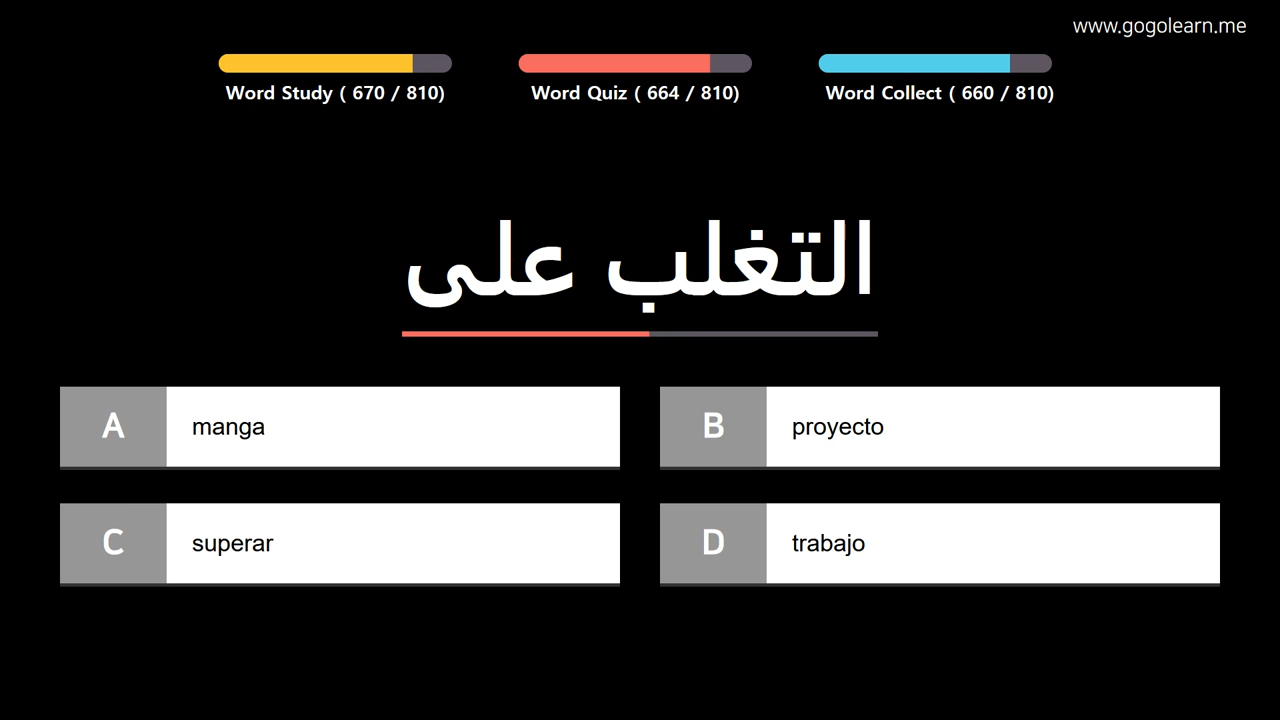 www.gogolearn.me
Word Study ( 670 / 810)
Word Quiz ( 664 / 810)
Word Collect ( 660 / 810)
التغلب على
A manga
B proyecto
C superar
D trabajo